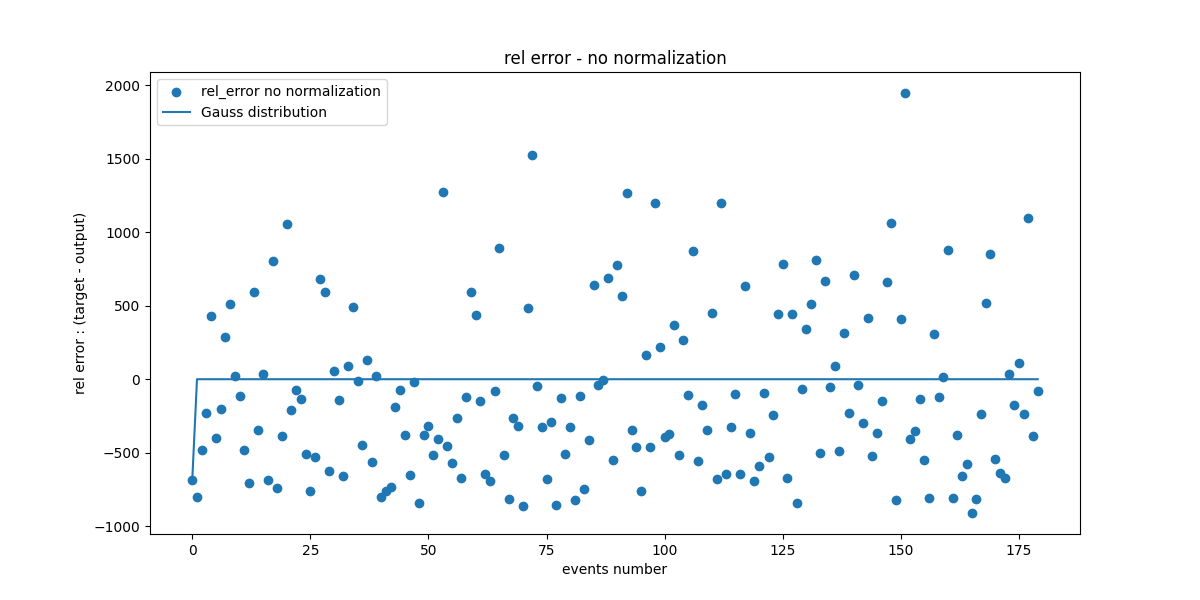 rel error - no normalization
rel_error no normalization
Gauss distribution
rel error : (target - output)
2000
1500
1000
500
0
−500
−1000
0 25 50 75 100 125 150 175
events number